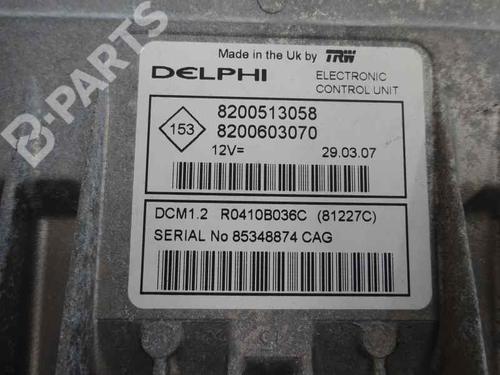 B-PARTS
Made in the Uk by TRW
DELPHI ELECTRONIC CONTROL UNIT
153
8200513058
8200603070
12V= 29.03.07
DCM1.2 R0410B036C (81227C)
SERIAL No 85348874 CAG